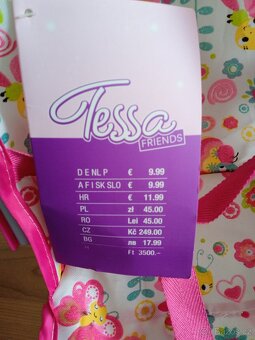 Tessa
FRIENDS
D E NL P € 9.99
A F I SK SLO € 9.99
HR € 11.99
PL zł 45.00
RO Lei 45.00
CZ Kč 249.00
BG лв 17.99
Ft 3500.–